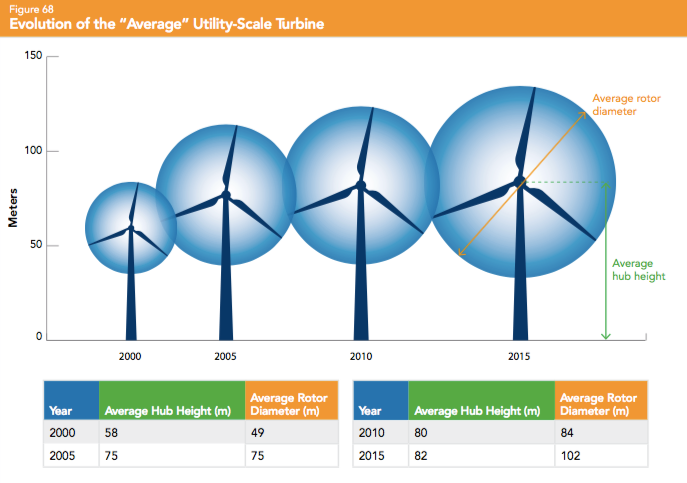 Figure 68
Evolution of the “Average” Utility-Scale Turbine
150
100
50
0
Meters
Average rotor
diameter
Average
hub height
2000 2005 2010 2015
Year Average Hub Height (m) Average Rotor
Diameter (m)
2000 58 49
2005 75 75
Year Average Hub Height (m) Average Rotor
Diameter (m)
2010 80 84
2015 82 102